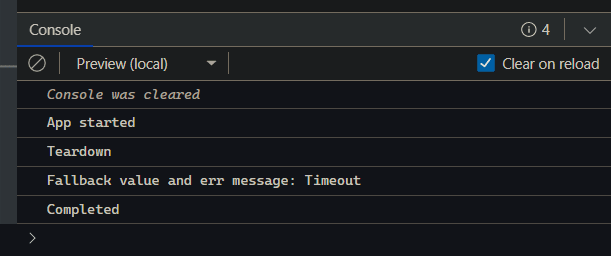 Console
4
Preview (local)
Clear on reload
Console was cleared
App started
Teardown
Fallback value and err message: Timeout
Completed
>